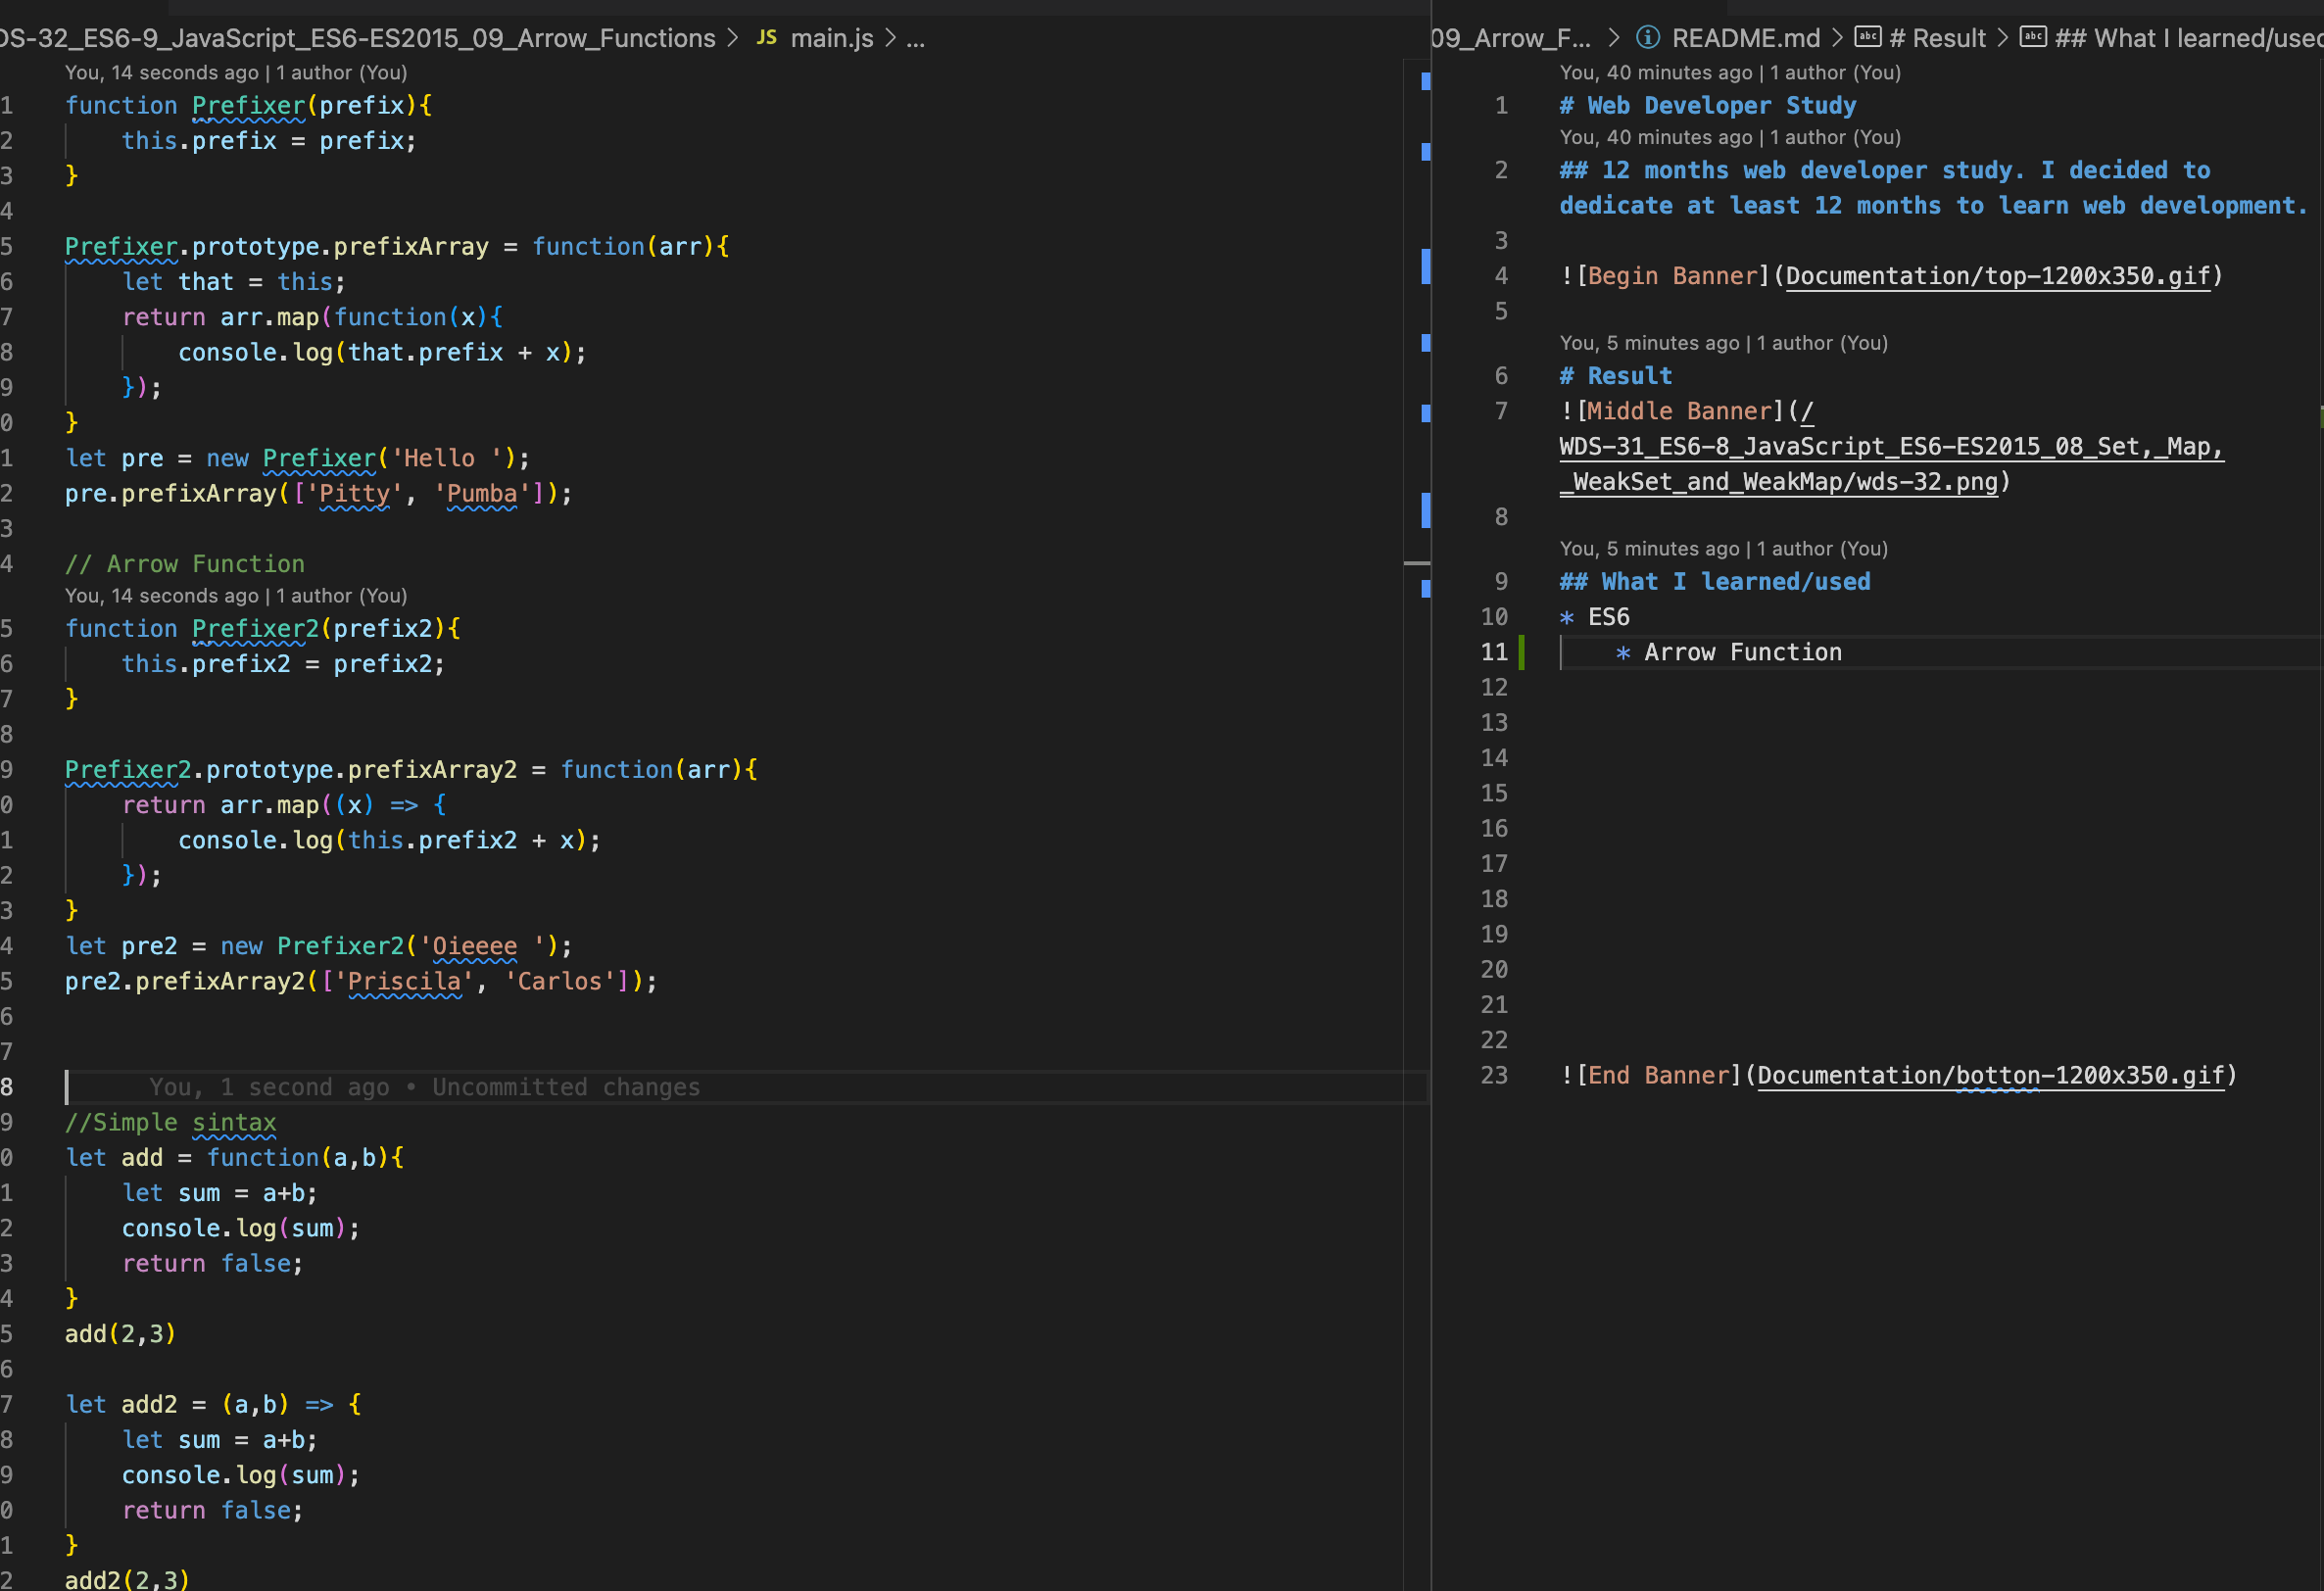 DS-32_ES6-9_JavaScript_ES6-ES2015_09_Arrow_Functions > JS main.js > ...
You, 14 seconds ago | 1 author (You)
1 function Prefixer(prefix){
2     this.prefix = prefix;
3 }
4
5 Prefixer.prototype.prefixArray = function(arr){
6     let that = this;
7     return arr.map(function(x){
8         console.log(that.prefix + x);
9     });
0 }
1 let pre = new Prefixer('Hello ');
2 pre.prefixArray(['Pitty', 'Pumba']);
3
4 // Arrow Function
You, 14 seconds ago | 1 author (You)
5 function Prefixer2(prefix2){
6     this.prefix2 = prefix2;
7 }
8
9 Prefixer2.prototype.prefixArray2 = function(arr){
0     return arr.map((x) => {
1         console.log(this.prefix2 + x);
2     });
3 }
4 let pre2 = new Prefixer2('Oieeee ');
5 pre2.prefixArray2(['Priscila', 'Carlos']);
6
7
8 You, 1 second ago • Uncommitted changes
9 //Simple sintax
0 let add = function(a,b){
1     let sum = a+b;
2     console.log(sum);
3     return false;
4 }
5 add(2,3)
6
7 let add2 = (a,b) => {
8     let sum = a+b;
9     console.log(sum);
0     return false;
1 }
2 add2(2,3)
09_Arrow_F... > README.md > abc # Result > abc ## What I learned/used
You, 40 minutes ago | 1 author (You)
1 # Web Developer Study
You, 40 minutes ago | 1 author (You)
2 ## 12 months web developer study. I decided to
dedicate at least 12 months to learn web development.
3
4 ![Begin Banner](Documentation/top-1200x350.gif)
5
You, 5 minutes ago | 1 author (You)
6 # Result
7 ![Middle Banner](/
WDS-31_ES6-8_JavaScript_ES6-ES2015_08_Set,_Map,
_WeakSet_and_WeakMap/wds-32.png)
8
You, 5 minutes ago | 1 author (You)
9 ## What I learned/used
10 * ES6
11     * Arrow Function
12
13
14
15
16
17
18
19
20
21
22
23 ![End Banner](Documentation/botton-1200x350.gif)